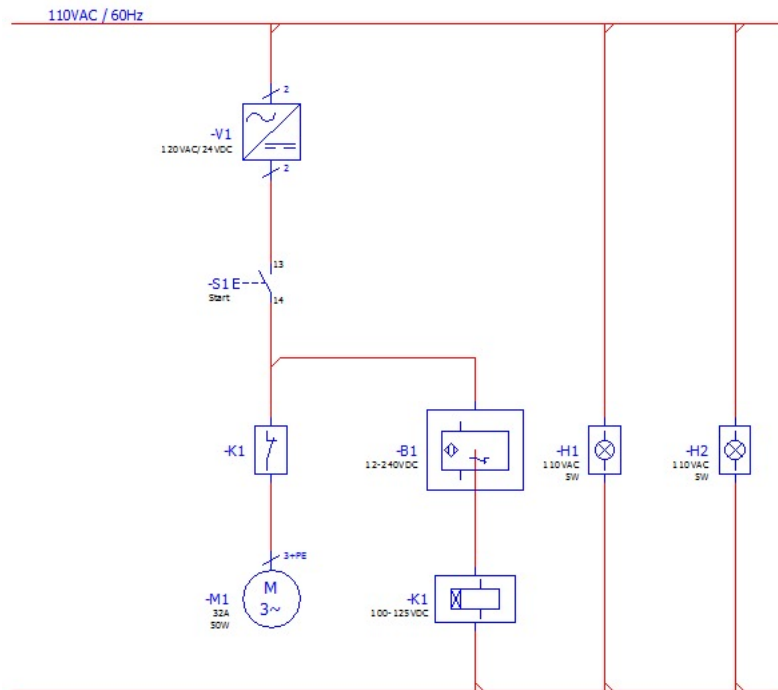 110VAC / 60Hz
2
-V1
120VAC/24VDC
2
13
-S1 E
Start
14
-K1
-B1
12-240VDC
-H1
110VAC
5W
-H2
110VAC
5W
3+PE
-M1
32A
50W
M
3~
-K1
100-125VDC